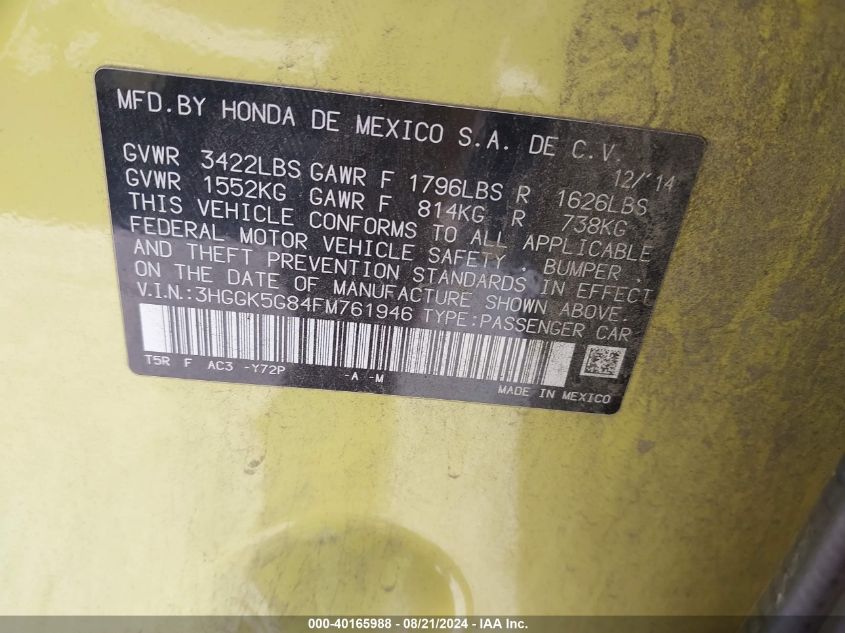 MFD.BY HONDA DE MEXICO S.A. DE C.V.
12/'14
GVWR 3422LBS GAWR F 1796LBS R 1626LBS
GVWR 1552KG GAWR F 814KG R 738KG
THIS VEHICLE CONFORMS TO ALL APPLICABLE
FEDERAL MOTOR VEHICLE SAFETY, BUMPER,
AND THEFT PREVENTION STANDARDS IN EFFECT
ON THE DATE OF MANUFACTURE SHOWN ABOVE.
V.I.N.:3HGGK5G84FM761946 TYPE:PASSENGER CAR
T5R F AC3 -Y72P -A -M
MADE IN MEXICO
000-40165988 - 08/21/2024 - IAA Inc.